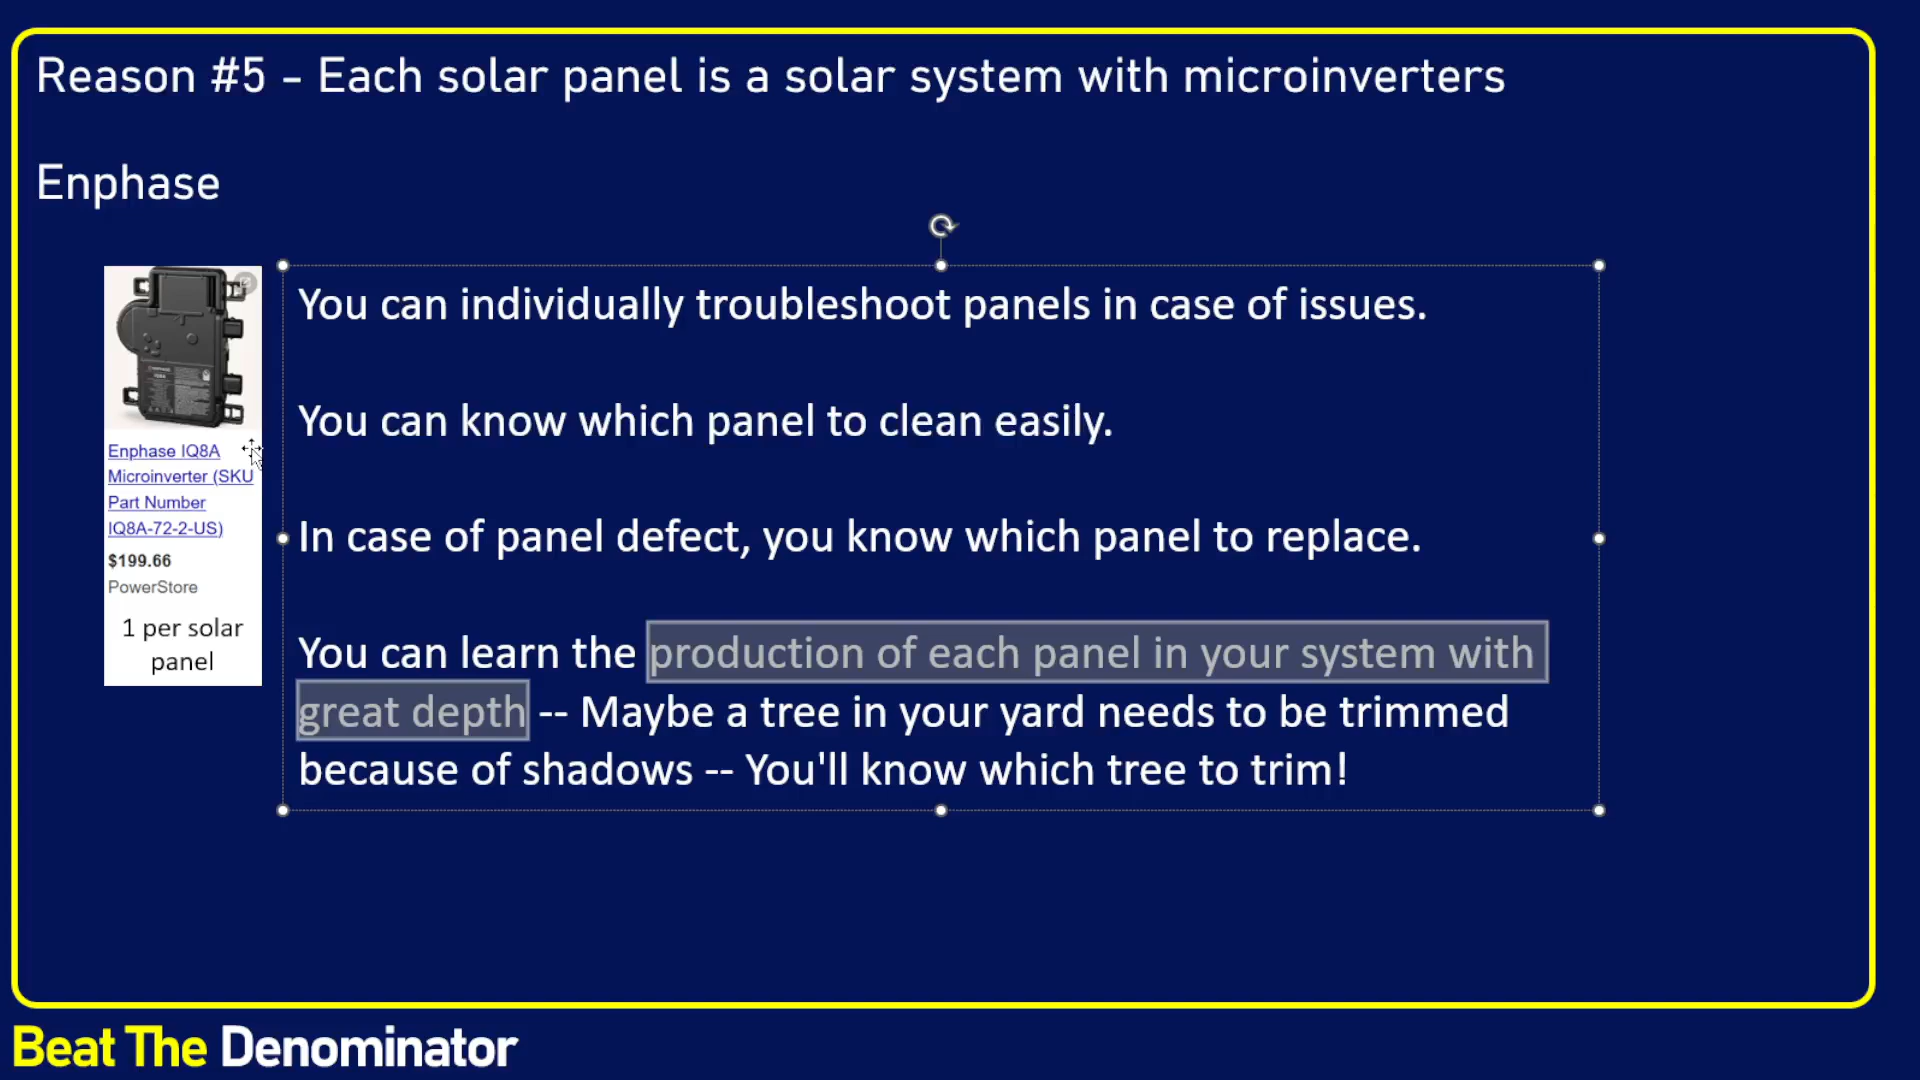 Reason #5 – Each solar panel is a solar system with microinverters
Enphase
Enphase IQ8A
Microinverter (SKU
Part Number
IQ8A-72-2-US)
$199.66
PowerStore
1 per solar
panel
You can individually troubleshoot panels in case of issues.
You can know which panel to clean easily.
In case of panel defect, you know which panel to replace.
You can learn the production of each panel in your system with
great depth -- Maybe a tree in your yard needs to be trimmed
because of shadows -- You'll know which tree to trim!
Beat The Denominator